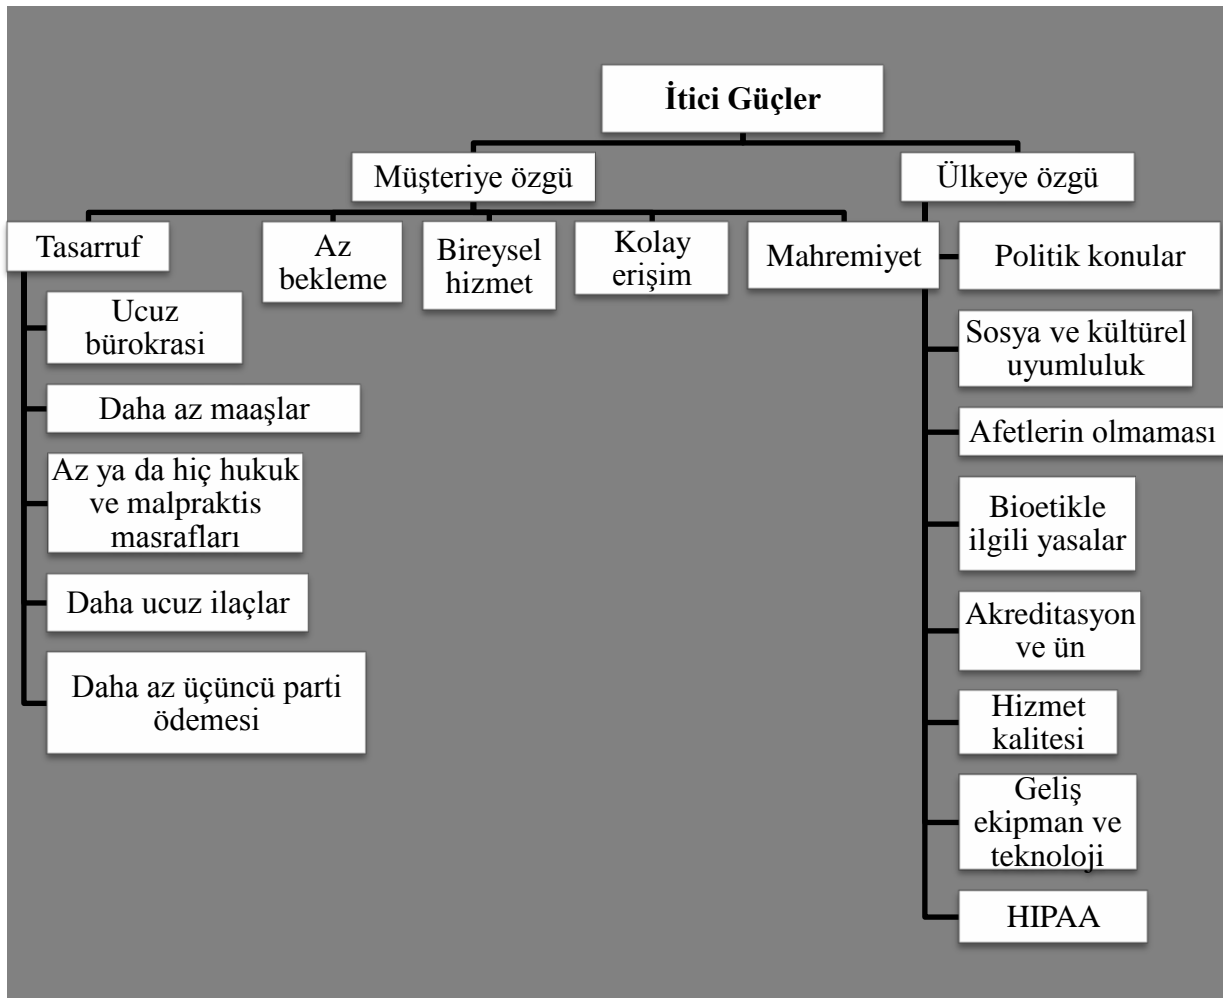 İtici Güçler
Müşteriye özgü
Ülkeye özgü
Tasarruf
Az
bekleme
Bireysel
hizmet
Kolay
erişim
Mahremiyet
Ucuz
bürokrasi
Daha az maaşlar
Az ya da hiç hukuk
ve malpraktis
masrafları
Daha ucuz ilaçlar
Daha az üçüncü parti
ödemesi
Politik konular
Sosya ve kültürel
uyumluluk
Afetlerin olmaması
Bioetikle
ilgili yasalar
Akreditasyon
ve ün
Hizmet
kalitesi
Geliş
ekipman ve
teknoloji
HIPAA